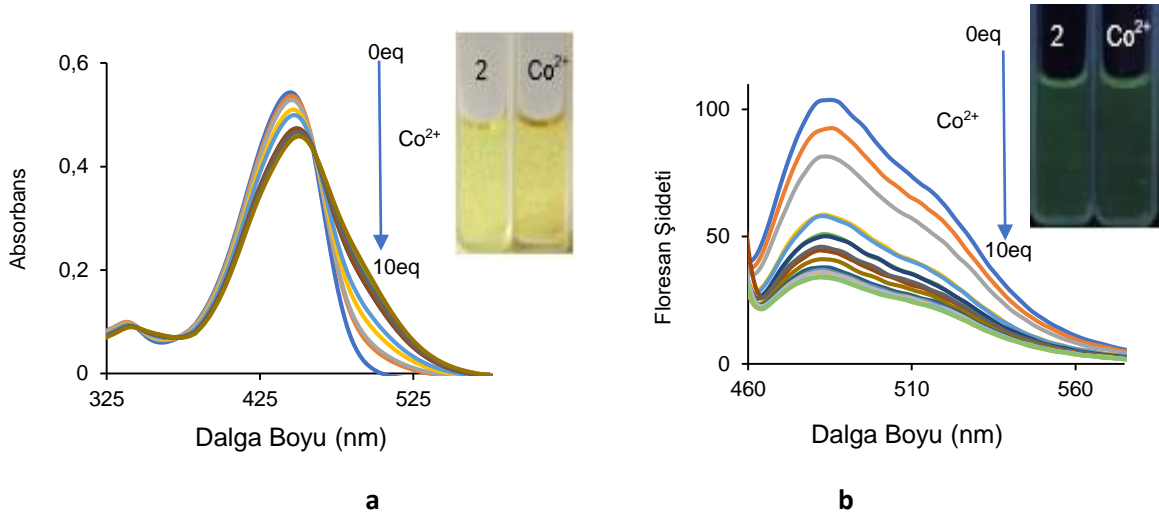 0,6
0,4
0,2
0
325
425
525
Absorbans
Dalga Boyu (nm)
0eq
Co²⁺
10eq
2
Co²⁺
a
100
50
0
460
510
560
Floresan Şiddeti
Dalga Boyu (nm)
0eq
Co²⁺
10eq
2
Co²⁺
b